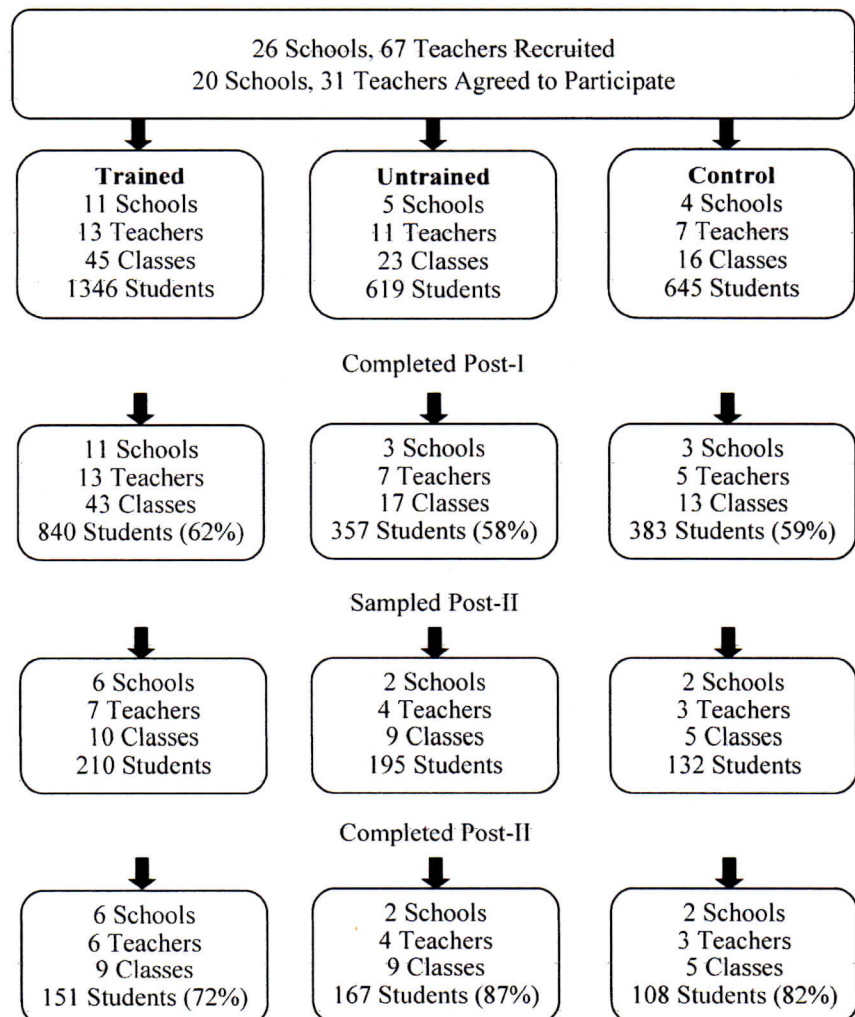 26 Schools, 67 Teachers Recruited
20 Schools, 31 Teachers Agreed to Participate
Trained
11 Schools
13 Teachers
45 Classes
1346 Students
Untrained
5 Schools
11 Teachers
23 Classes
619 Students
Control
4 Schools
7 Teachers
16 Classes
645 Students
Completed Post-I
11 Schools
13 Teachers
43 Classes
840 Students (62%)
3 Schools
7 Teachers
17 Classes
357 Students (58%)
3 Schools
5 Teachers
13 Classes
383 Students (59%)
Sampled Post-II
6 Schools
7 Teachers
10 Classes
210 Students
2 Schools
4 Teachers
9 Classes
195 Students
2 Schools
3 Teachers
5 Classes
132 Students
Completed Post-II
6 Schools
6 Teachers
9 Classes
151 Students (72%)
2 Schools
4 Teachers
9 Classes
167 Students (87%)
2 Schools
3 Teachers
5 Classes
108 Students (82%)